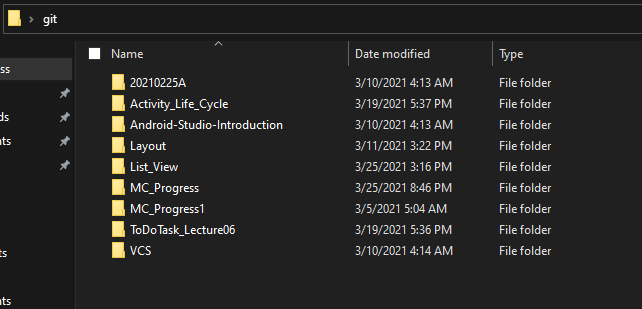 git
Name Date modified Type
ss
20210225A 3/10/2021 4:13 AM File folder
Activity_Life_Cycle 3/19/2021 5:37 PM File folder
ds Android-Studio-Introduction 3/10/2021 4:13 AM File folder
nts Layout 3/11/2021 3:22 PM File folder
List_View 3/25/2021 3:16 PM File folder
MC_Progress 3/25/2021 8:46 PM File folder
MC_Progress1 3/5/2021 5:04 AM File folder
ToDoTask_Lecture06 3/19/2021 5:36 PM File folder
ts VCS 3/10/2021 4:14 AM File folder
nts